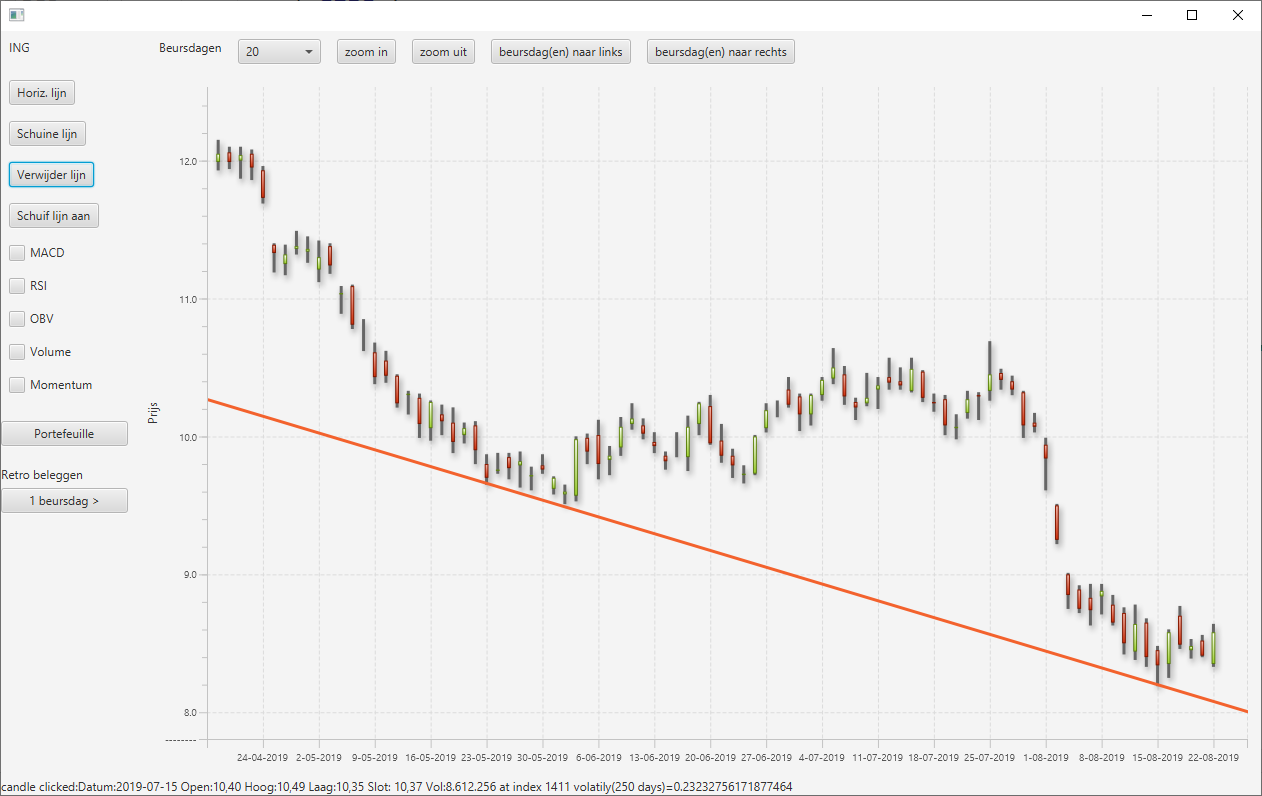 ING
Beursdagen 20 zoom in zoom uit beursdag(en) naar links beursdag(en) naar rechts
Horiz. lijn
Schuine lijn
Verwijder lijn
Schuif lijn aan
MACD
RSI
OBV
Volume
Momentum
Portefeuille
Retro beleggen
1 beursdag >
Prijs
12.0
11.0
10.0
9.0
8.0
24-04-2019 2-05-2019 9-05-2019 16-05-2019 23-05-2019 30-05-2019 6-06-2019 13-06-2019 20-06-2019 27-06-2019 4-07-2019 11-07-2019 18-07-2019 25-07-2019 1-08-2019 8-08-2019 15-08-2019 22-08-2019
candle clicked:Datum:2019-07-15 Open:10,40 Hoog:10,49 Laag:10,35 Slot: 10,37 Vol:8.612.256 at index 1411 volatily(250 days)=0.23232756171877464